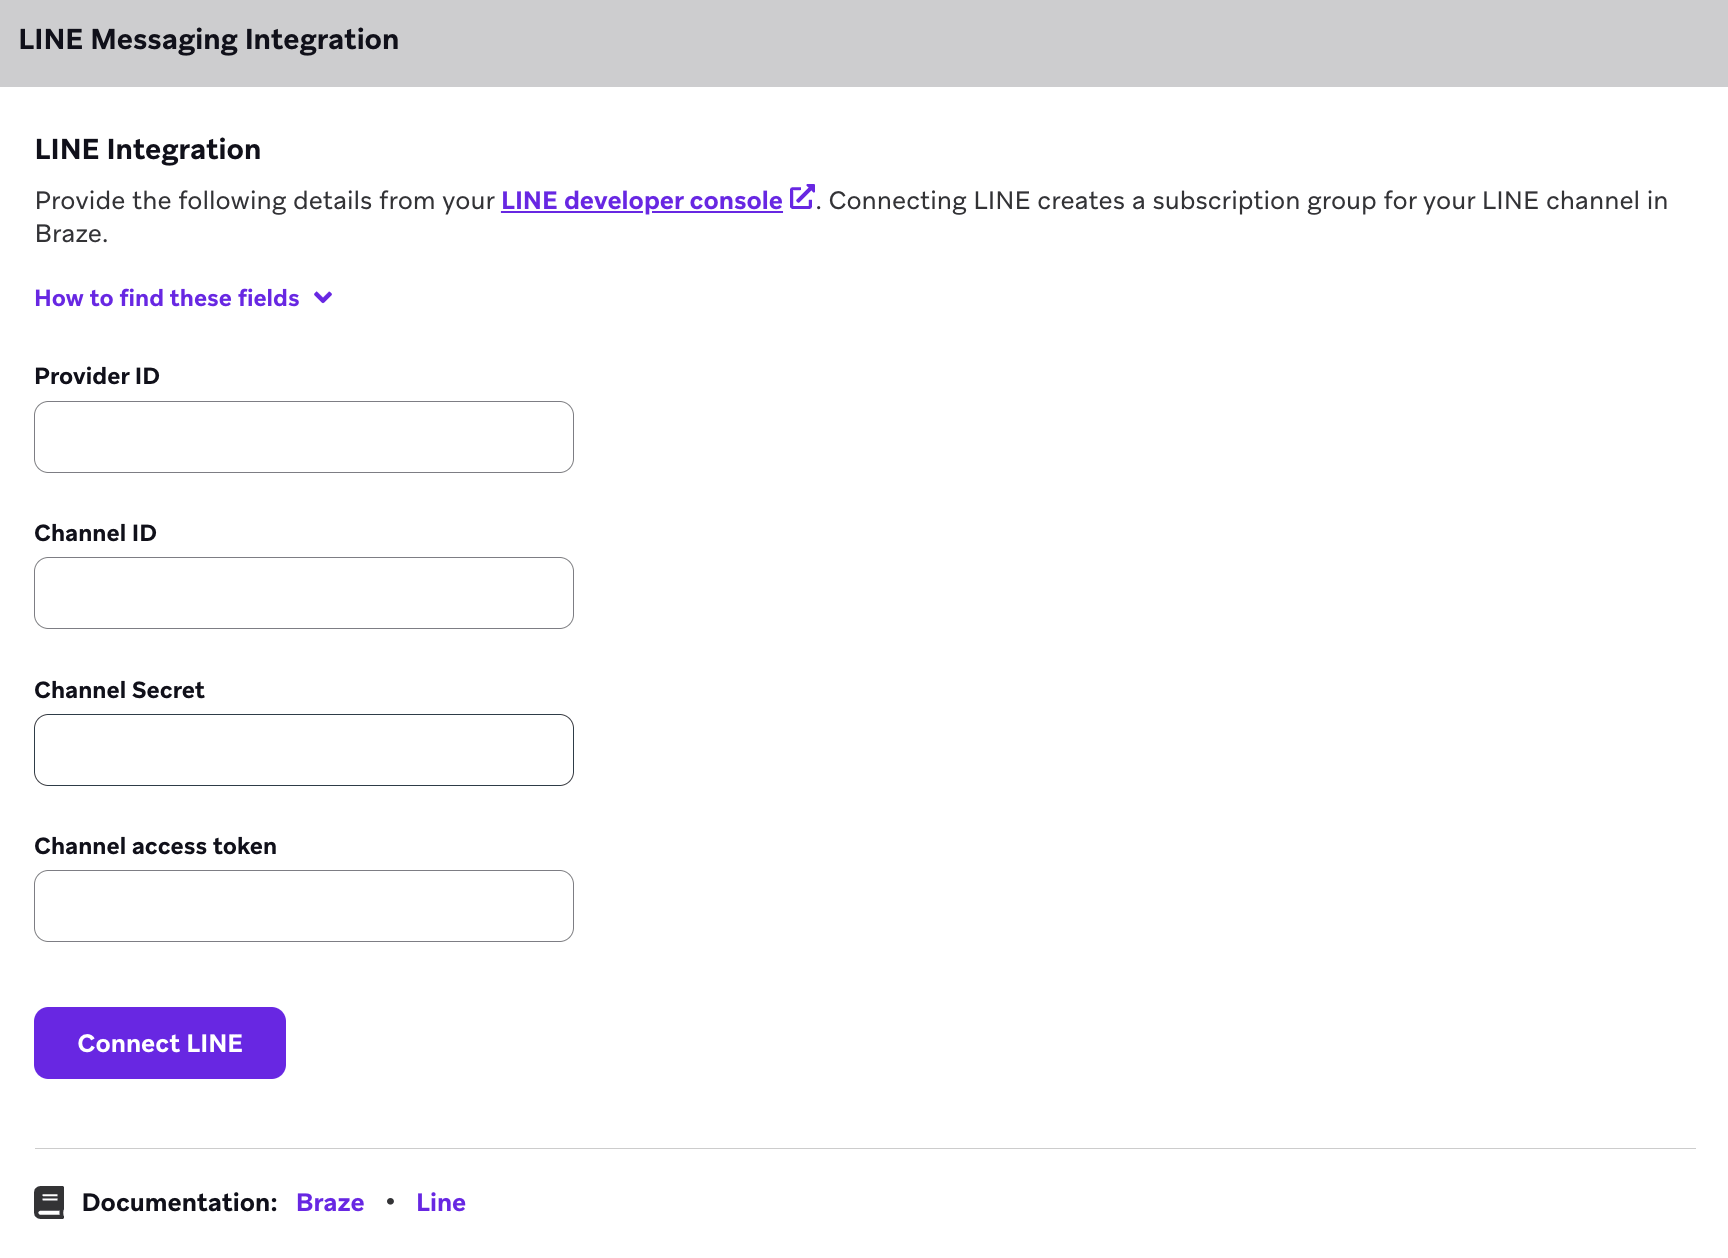 LINE Messaging Integration
LINE Integration
Provide the following details from your LINE developer console. Connecting LINE creates a subscription group for your LINE channel in
Braze.
How to find these fields
Provider ID
Channel ID
Channel Secret
Channel access token
Connect LINE
Documentation: Braze • Line